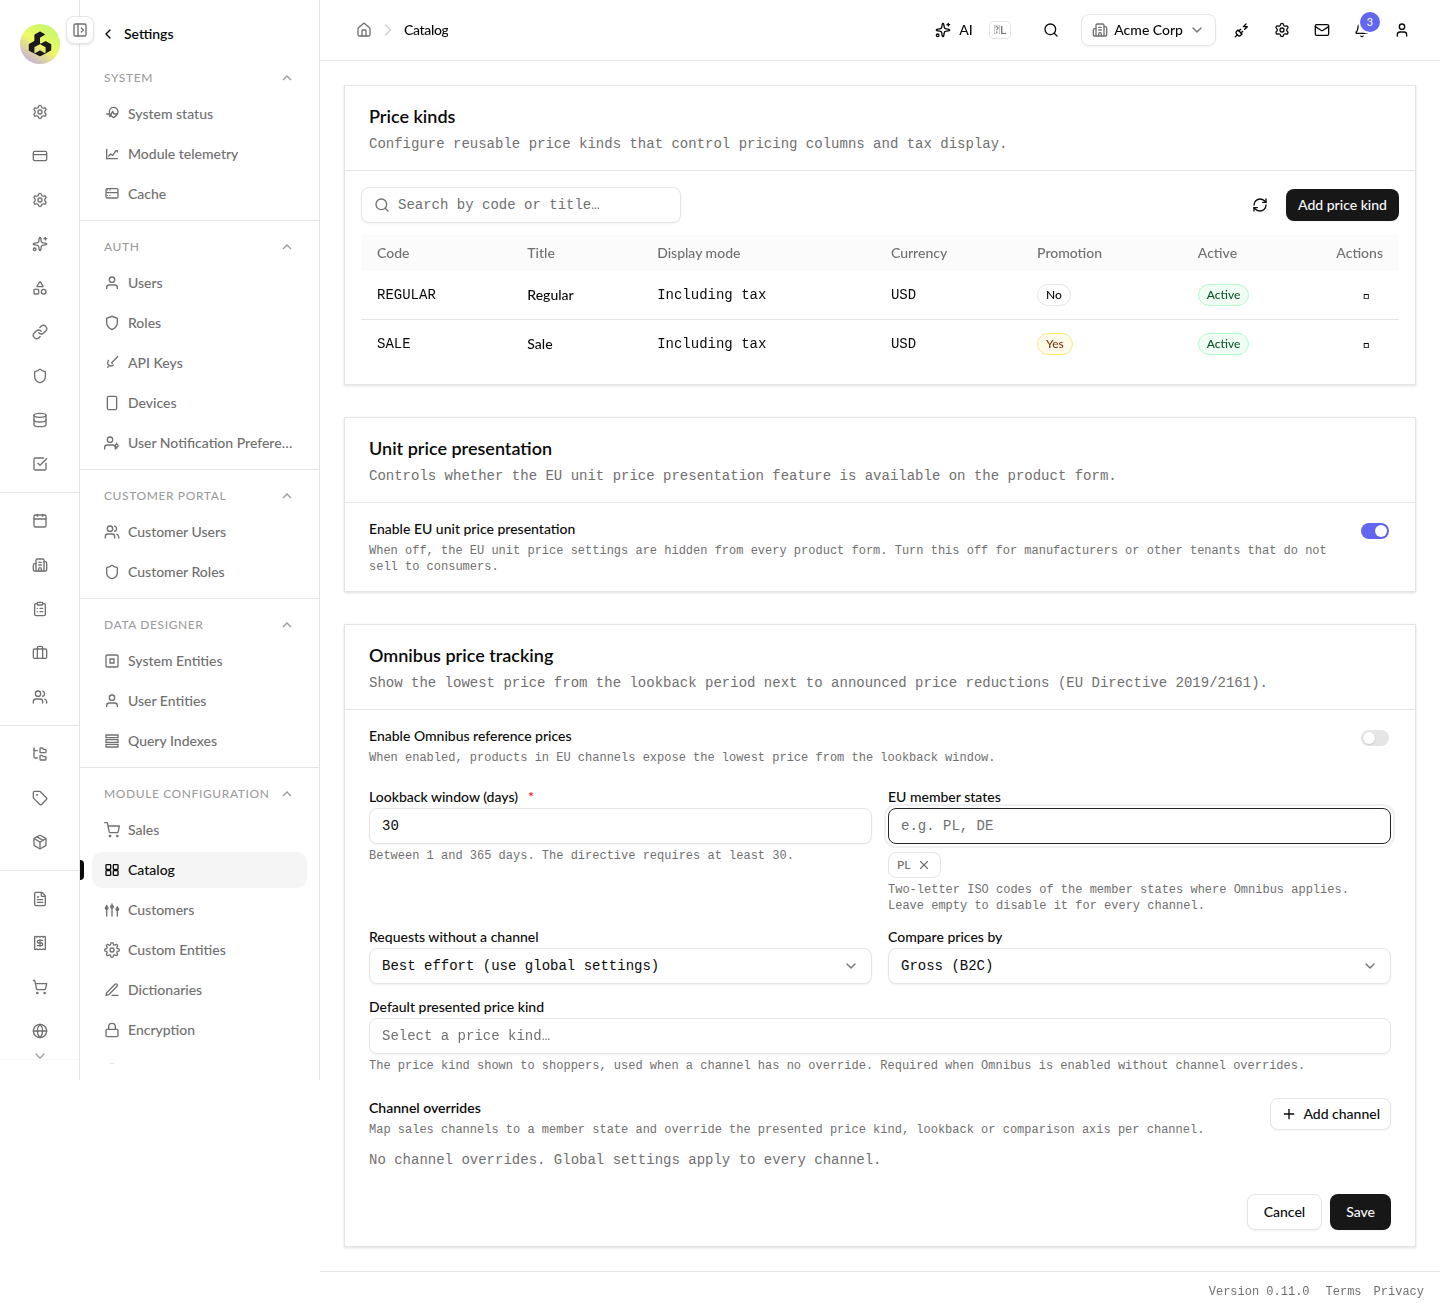 Settings
Catalog
AI
L
Acme Corp
3
SYSTEM
System status
Module telemetry
Cache
AUTH
Users
Roles
API Keys
Devices
User Notification Prefere...
CUSTOMER PORTAL
Customer Users
Customer Roles
DATA DESIGNER
System Entities
User Entities
Query Indexes
MODULE CONFIGURATION
Sales
Catalog
Customers
Custom Entities
Dictionaries
Encryption
Price kinds
Configure reusable price kinds that control pricing columns and tax display.
Search by code or title…
Add price kind
Code Title Display mode Currency Promotion Active Actions
REGULAR Regular Including tax USD No Active
SALE Sale Including tax USD Yes Active
Unit price presentation
Controls whether the EU unit price presentation feature is available on the product form.
Enable EU unit price presentation
When off, the EU unit price settings are hidden from every product form. Turn this off for manufacturers or other tenants that do not
sell to consumers.
Omnibus price tracking
Show the lowest price from the lookback period next to announced price reductions (EU Directive 2019/2161).
Enable Omnibus reference prices
When enabled, products in EU channels expose the lowest price from the lookback window.
Lookback window (days) *
30
Between 1 and 365 days. The directive requires at least 30.
EU member states
e.g. PL, DE
PL
Two-letter ISO codes of the member states where Omnibus applies.
Leave empty to disable it for every channel.
Requests without a channel
Best effort (use global settings)
Compare prices by
Gross (B2C)
Default presented price kind
Select a price kind…
The price kind shown to shoppers, used when a channel has no override. Required when Omnibus is enabled without channel overrides.
Channel overrides
Add channel
Map sales channels to a member state and override the presented price kind, lookback or comparison axis per channel.
No channel overrides. Global settings apply to every channel.
Cancel
Save
Version 0.11.0 Terms Privacy